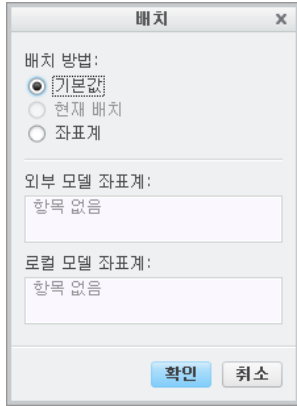 배치
배치 방법:
기본값
현재 배치
좌표계
외부 모델 좌표계:
항목 없음
로컬 모델 좌표계:
항목 없음
확인 취소